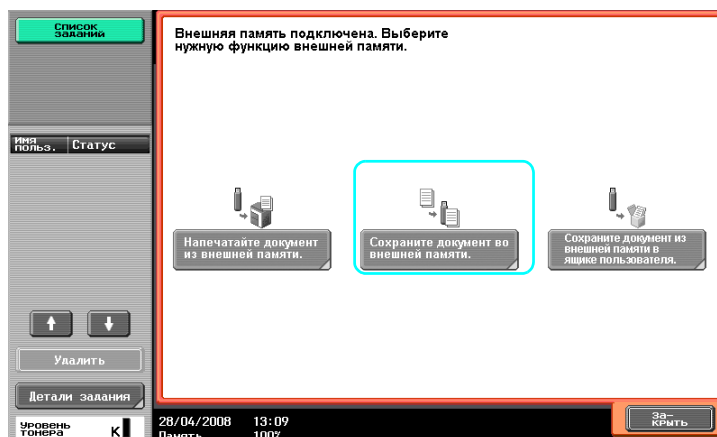 Список
заданий
Внешняя память подключена. Выберите
нужную функцию внешней памяти.
Имя
польз.
Статус
Напечатайте документ
из внешней памяти.
Сохраните документ во
внешней памяти.
Сохраните документ из
внешней памяти в
ящике пользователя.
Удалить
Детали задания
Уровень
тонера
K
28/04/2008 13:09
Память 100%
За-
крыть